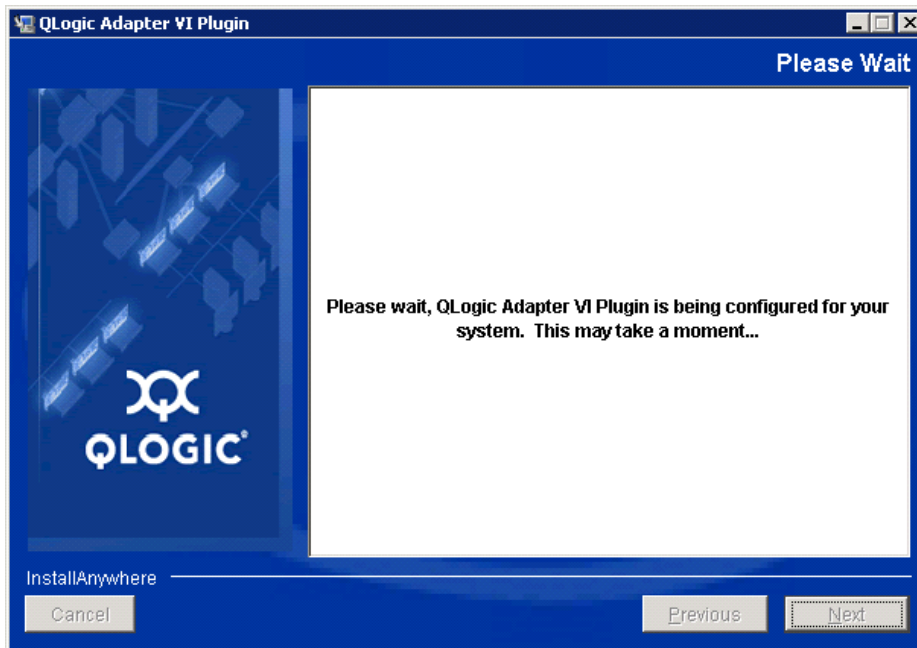 QLogic Adapter VI Plugin
Please Wait
Please wait, QLogic Adapter VI Plugin is being configured for your
system. This may take a moment...
QLOGIC®
InstallAnywhere
Cancel
Previous
Next